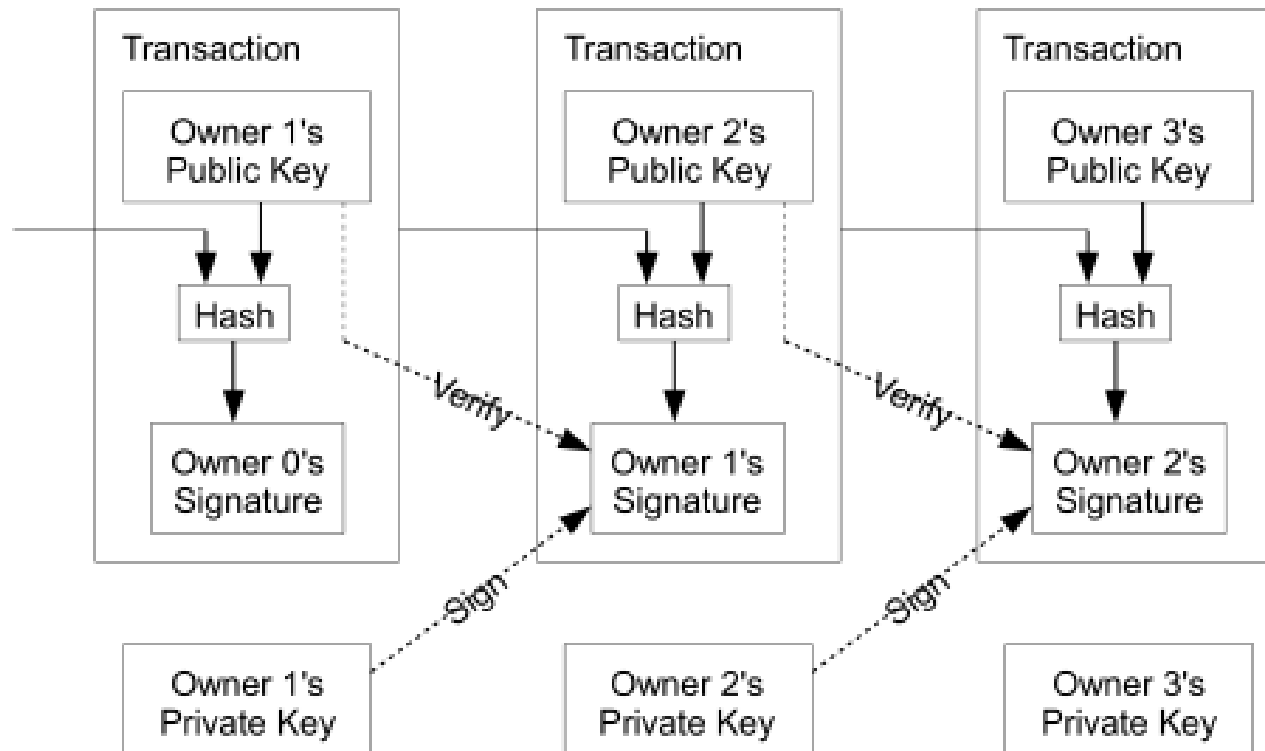 Transaction
Transaction
Transaction
Owner 1's
Public Key
Owner 2's
Public Key
Owner 3's
Public Key
Hash
Hash
Hash
Verify
Verify
Owner 0's
Signature
Owner 1's
Signature
Owner 2's
Signature
Sign
Sign
Owner 1's
Private Key
Owner 2's
Private Key
Owner 3's
Private Key